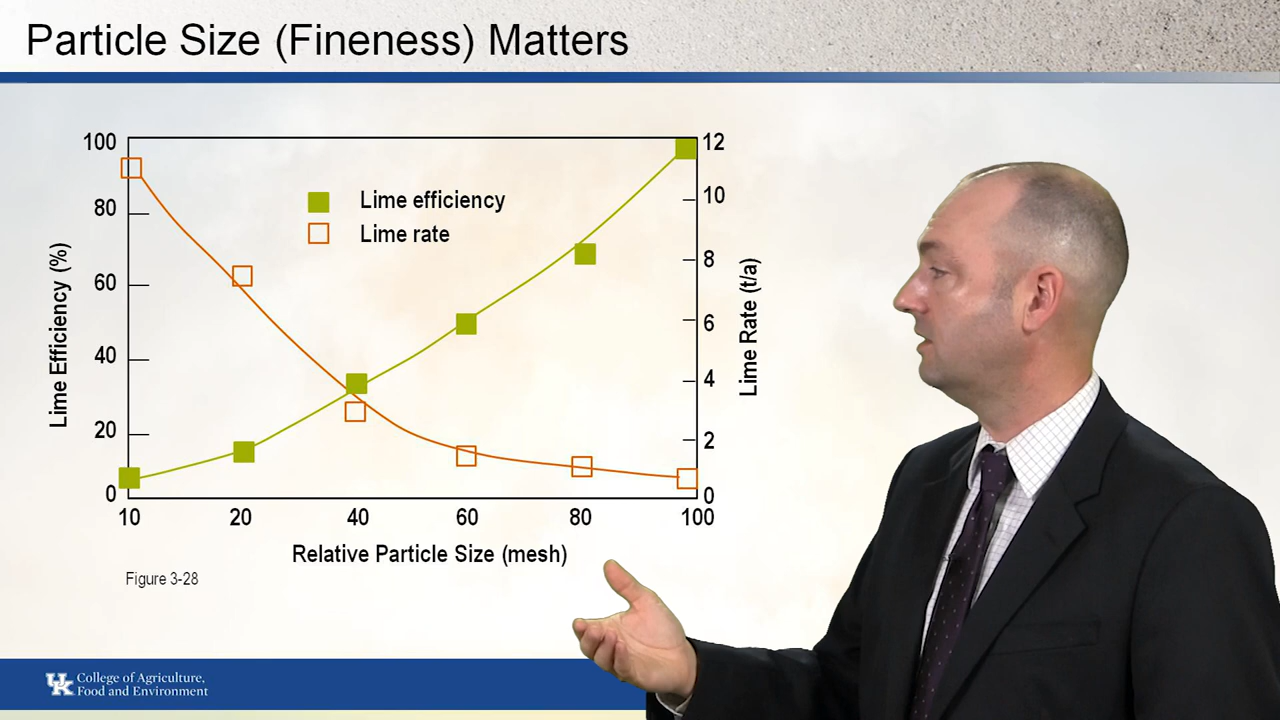 Particle Size (Fineness) Matters
100
80
60
40
20
0
Lime Efficiency (%)
Lime efficiency
Lime rate
12
10
8
6
4
2
0
Lime Rate (t/a)
10 20 40 60 80 100
Relative Particle Size (mesh)
Figure 3-28
UK College of Agriculture,
Food and Environment